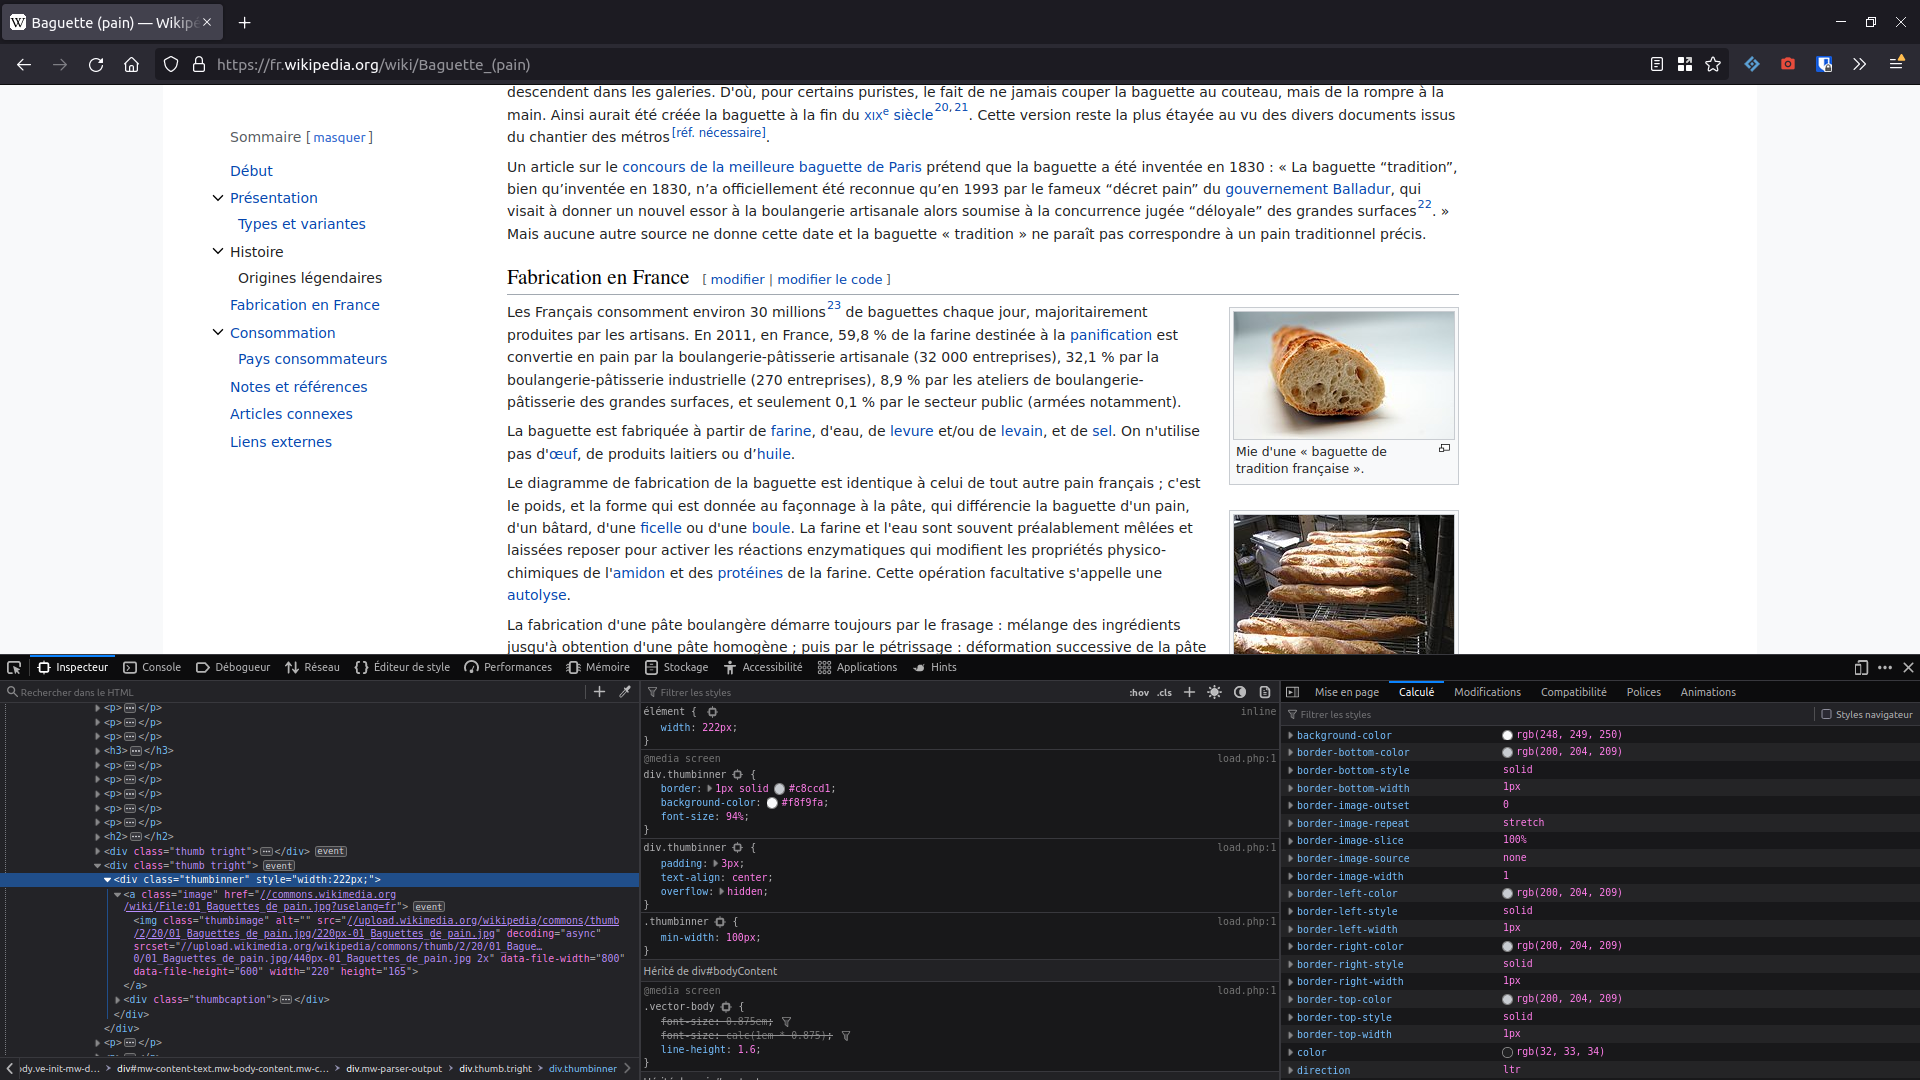 Baguette (pain) — Wikipé
https://fr.wikipedia.org/wiki/Baguette_(pain)
Sommaire [ masquer ]
Début
Présentation
Types et variantes
Histoire
Origines légendaires
Fabrication en France
Consommation
Pays consommateurs
Notes et références
Articles connexes
Liens externes
descendent dans les galeries. D'où, pour certains puristes, le fait de ne jamais couper la baguette au couteau, mais de la rompre à la
main. Ainsi aurait été créée la baguette à la fin du XIXe siècle20, 21. Cette version reste la plus étayée au vu des divers documents issus
du chantier des métros[réf. nécessaire].
Un article sur le concours de la meilleure baguette de Paris prétend que la baguette a été inventée en 1830 : « La baguette “tradition”,
bien qu’inventée en 1830, n’a officiellement été reconnue qu’en 1993 par le fameux “décret pain” du gouvernement Balladur, qui
visait à donner un nouvel essor à la boulangerie artisanale alors soumise à la concurrence jugée “déloyale” des grandes surfaces22. »
Mais aucune autre source ne donne cette date et la baguette « tradition » ne paraît pas correspondre à un pain traditionnel précis.
Fabrication en France [ modifier | modifier le code ]
Les Français consomment environ 30 millions23 de baguettes chaque jour, majoritairement
produites par les artisans. En 2011, en France, 59,8 % de la farine destinée à la panification est
convertie en pain par la boulangerie-pâtisserie artisanale (32 000 entreprises), 32,1 % par la
boulangerie-pâtisserie industrielle (270 entreprises), 8,9 % par les ateliers de boulangerie-
pâtisserie des grandes surfaces, et seulement 0,1 % par le secteur public (armées notamment).
La baguette est fabriquée à partir de farine, d'eau, de levure et/ou de levain, et de sel. On n'utilise
pas d'œuf, de produits laitiers ou d’huile.
Le diagramme de fabrication de la baguette est identique à celui de tout autre pain français ; c'est
le poids, et la forme qui est donnée au façonnage à la pâte, qui différencie la baguette d'un pain,
d'un bâtard, d'une ficelle ou d'une boule. La farine et l'eau sont souvent préalablement mêlées et
laissées reposer pour activer les réactions enzymatiques qui modifient les propriétés physico-
chimiques de l'amidon et des protéines de la farine. Cette opération facultative s'appelle une
autolyse.
La fabrication d'une pâte boulangère démarre toujours par le frasage : mélange des ingrédients
jusqu'à obtention d'une pâte homogène ; puis par le pétrissage : déformation successive de la pâte
Mie d'une « baguette de
tradition française ».
Inspecteur Console Débogueur Réseau Éditeur de style Performances Mémoire Stockage Accessibilité Applications Hints
Rechercher dans le HTML
<p></p>
<p></p>
<p></p>
<h3></h3>
<p></p>
<p></p>
<p></p>
<p></p>
<p></p>
<h2></h2>
<div class="thumb tright"></div> event
<div class="thumb tright"> event
<div class="thumbinner" style="width:222px;">
<a class="image" href="//commons.wikimedia.org
/wiki/File:01_Baguettes_de_pain.jpg?uselang=fr"> event
<img class="thumbimage" alt="" src="//upload.wikimedia.org/wikipedia/commons/thumb
/2/20/01_Baguettes_de_pain.jpg/220px-01_Baguettes_de_pain.jpg" decoding="async"
srcset="//upload.wikimedia.org/wikipedia/commons/thumb/2/20/01_Bague…
0/01_Baguettes_de_pain.jpg/440px-01_Baguettes_de_pain.jpg 2x" data-file-width="800"
data-file-height="600" width="220" height="165">
</a>
<div class="thumbcaption"></div>
</div>
</div>
<p></p>
ody.ve-init-mw-d… div#mw-content-text.mw-body-content.mw-c… div.mw-parser-output div.thumb.tright div.thumbinner
Filtrer les styles :hov .cls
élément { inline
width: 222px;
}
@media screen load.php:1
div.thumbinner {
border: 1px solid #c8ccd1;
background-color: #f8f9fa;
font-size: 94%;
}
div.thumbinner { load.php:1
padding: 3px;
text-align: center;
overflow: hidden;
}
.thumbinner { load.php:1
min-width: 100px;
}
Hérité de div#bodyContent
@media screen load.php:1
.vector-body {
font-size: 0.875em;
font-size: calc(1em * 0.875);
line-height: 1.6;
}
Mise en page Calculé Modifications Compatibilité Polices Animations
Filtrer les styles Styles navigateur
background-color rgb(248, 249, 250)
border-bottom-color rgb(200, 204, 209)
border-bottom-style solid
border-bottom-width 1px
border-image-outset 0
border-image-repeat stretch
border-image-slice 100%
border-image-source none
border-image-width 1
border-left-color rgb(200, 204, 209)
border-left-style solid
border-left-width 1px
border-right-color rgb(200, 204, 209)
border-right-style solid
border-right-width 1px
border-top-color rgb(200, 204, 209)
border-top-style solid
border-top-width 1px
color rgb(32, 33, 34)
direction ltr